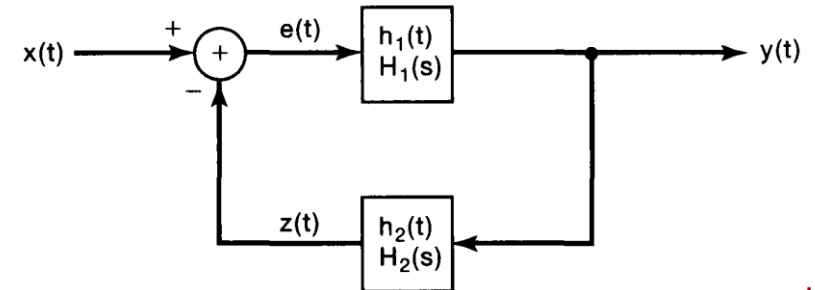 +
e(t)
x(t)
+
h₁(t)
H₁(s)
y(t)
−
z(t)
h₂(t)
H₂(s)